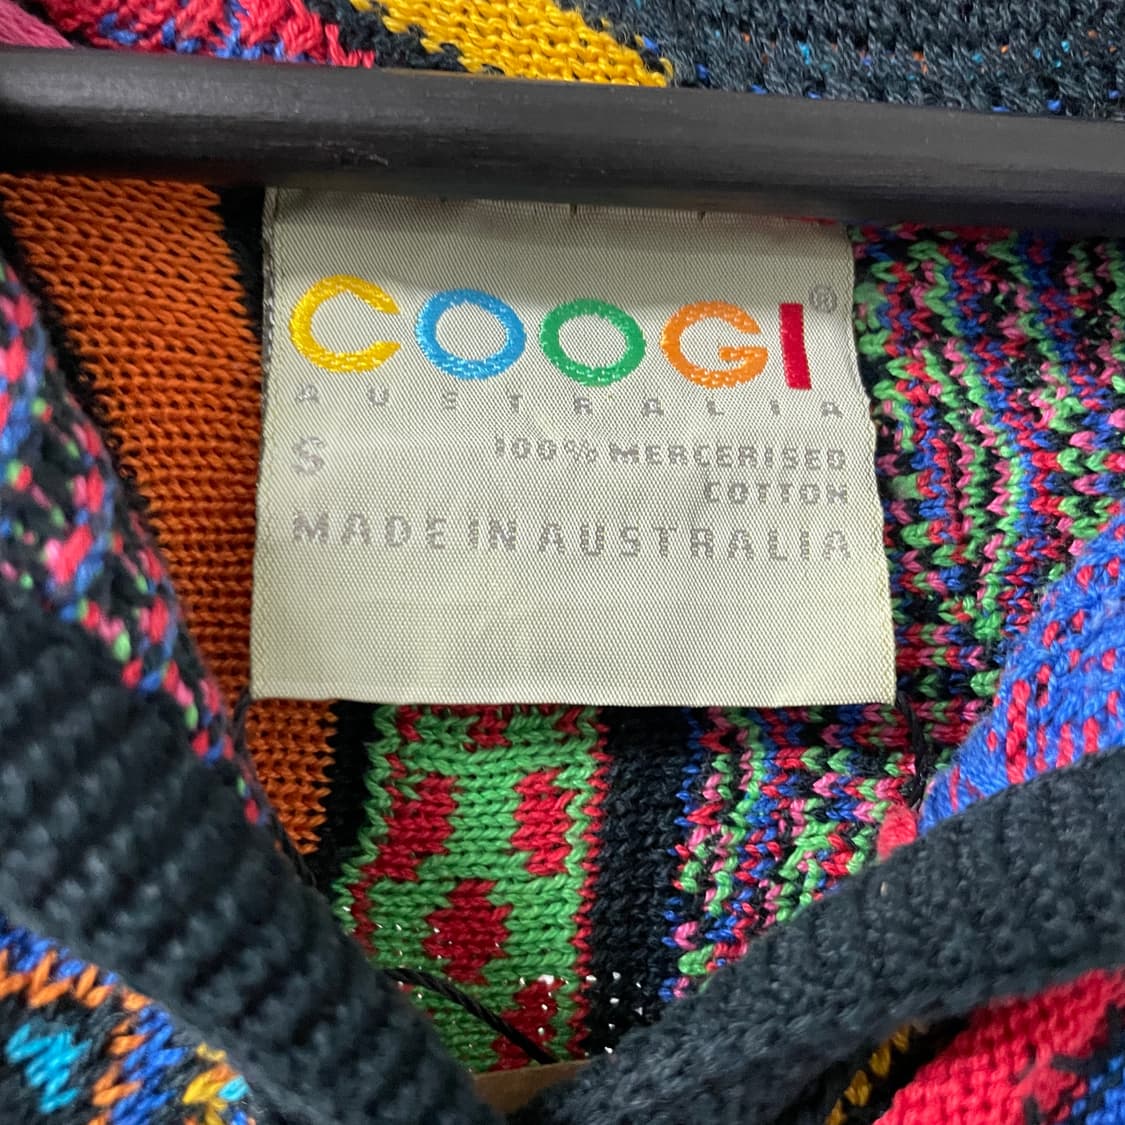 COOGI®
AUSTRALIA
S 100% MERCERISED
COTTON
MADE IN AUSTRALIA